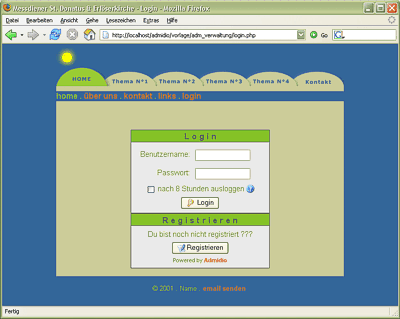 Messdiener St. Donatus & Erlöserkirche - Login - Mozilla Firefox
Datei Bearbeiten Ansicht Gehe Lesezeichen Extras Hilfe
http://localhost/admidio/vorlage/adm_verwaltung/login.php Go
HOME Thema N°1 Thema N°2 Thema N°3 Thema N°4 Kontakt
home . über uns . kontakt . links . login
Login
Benutzername
Passwort
nach 8 Stunden ausloggen ?
Login
Registrieren
Du bist noch nicht registriert ???
Registrieren
Powered by Admidio
© 2001 . Name . email senden
Fertig